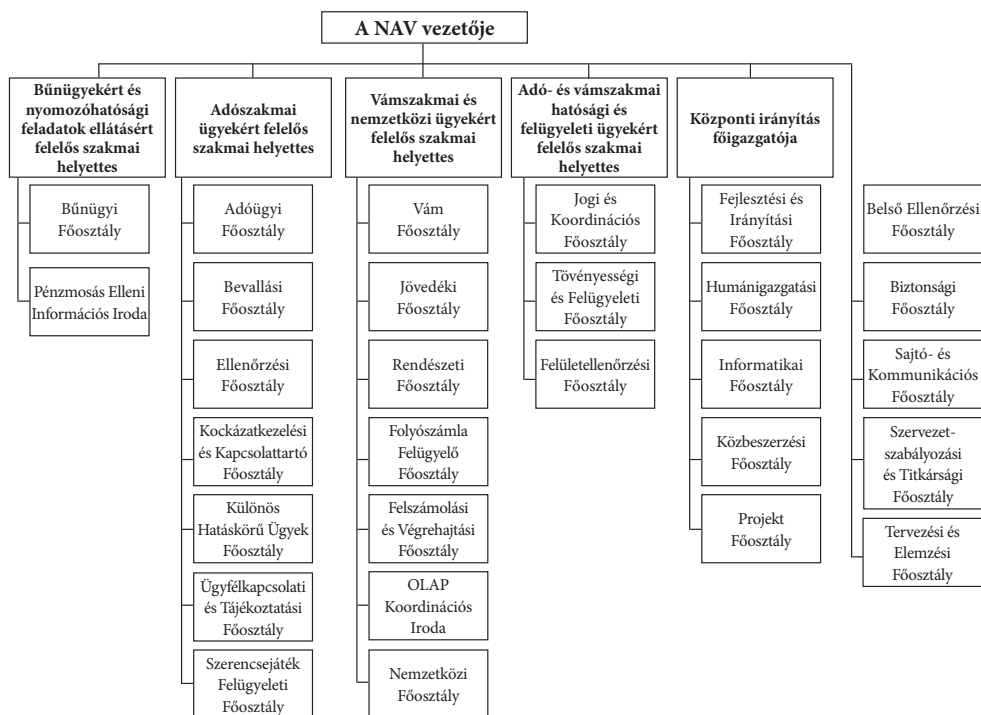 A NAV vezetője
Bűnügyekért és
nyomozóhatósági
feladatok ellátásért
felelős szakmai
helyettes
Bűnügyi
Főosztály
Pénzmosás Elleni
Információs Iroda
Adószakmai
ügyekért felelős
szakmai helyettes
Adóügyi
Főosztály
Bevallási
Főosztály
Ellenőrzési
Főosztály
Kockázatkezelési
és Kapcsolattartó
Főosztály
Különös
Hatáskörű Ügyek
Főosztály
Ügyfélkapcsolati
és Tájékoztatási
Főosztály
Szerencsejáték
Felügyeleti
Főosztály
Vámszakmai és
nemzetközi ügyekért
felelős szakmai
helyettes
Vám
Főosztály
Jövedéki
Főosztály
Rendészeti
Főosztály
Folyószámla
Felügyelő
Főosztály
Felszámolási
és Végrehajtási
Főosztály
OLAP
Koordinációs
Iroda
Nemzetközi
Főosztály
Adó- és vámszakmai
hatósági és
felügyeleti ügyekért
felelős szakmai
helyettes
Jogi és
Koordinációs
Főosztály
Tövényességi
és Felügyeleti
Főosztály
Felületellenőrzési
Főosztály
Központi irányítás
főigazgatója
Fejlesztési és
Irányítási
Főosztály
Humánigazgatási
Főosztály
Informatikai
Főosztály
Közbeszerzési
Főosztály
Projekt
Főosztály
Belső Ellenőrzési
Főosztály
Biztonsági
Főosztály
Sajtó- és
Kommunikációs
Főosztály
Szervezet-
szabályozási
és Titkársági
Főosztály
Tervezési és
Elemzési
Főosztály